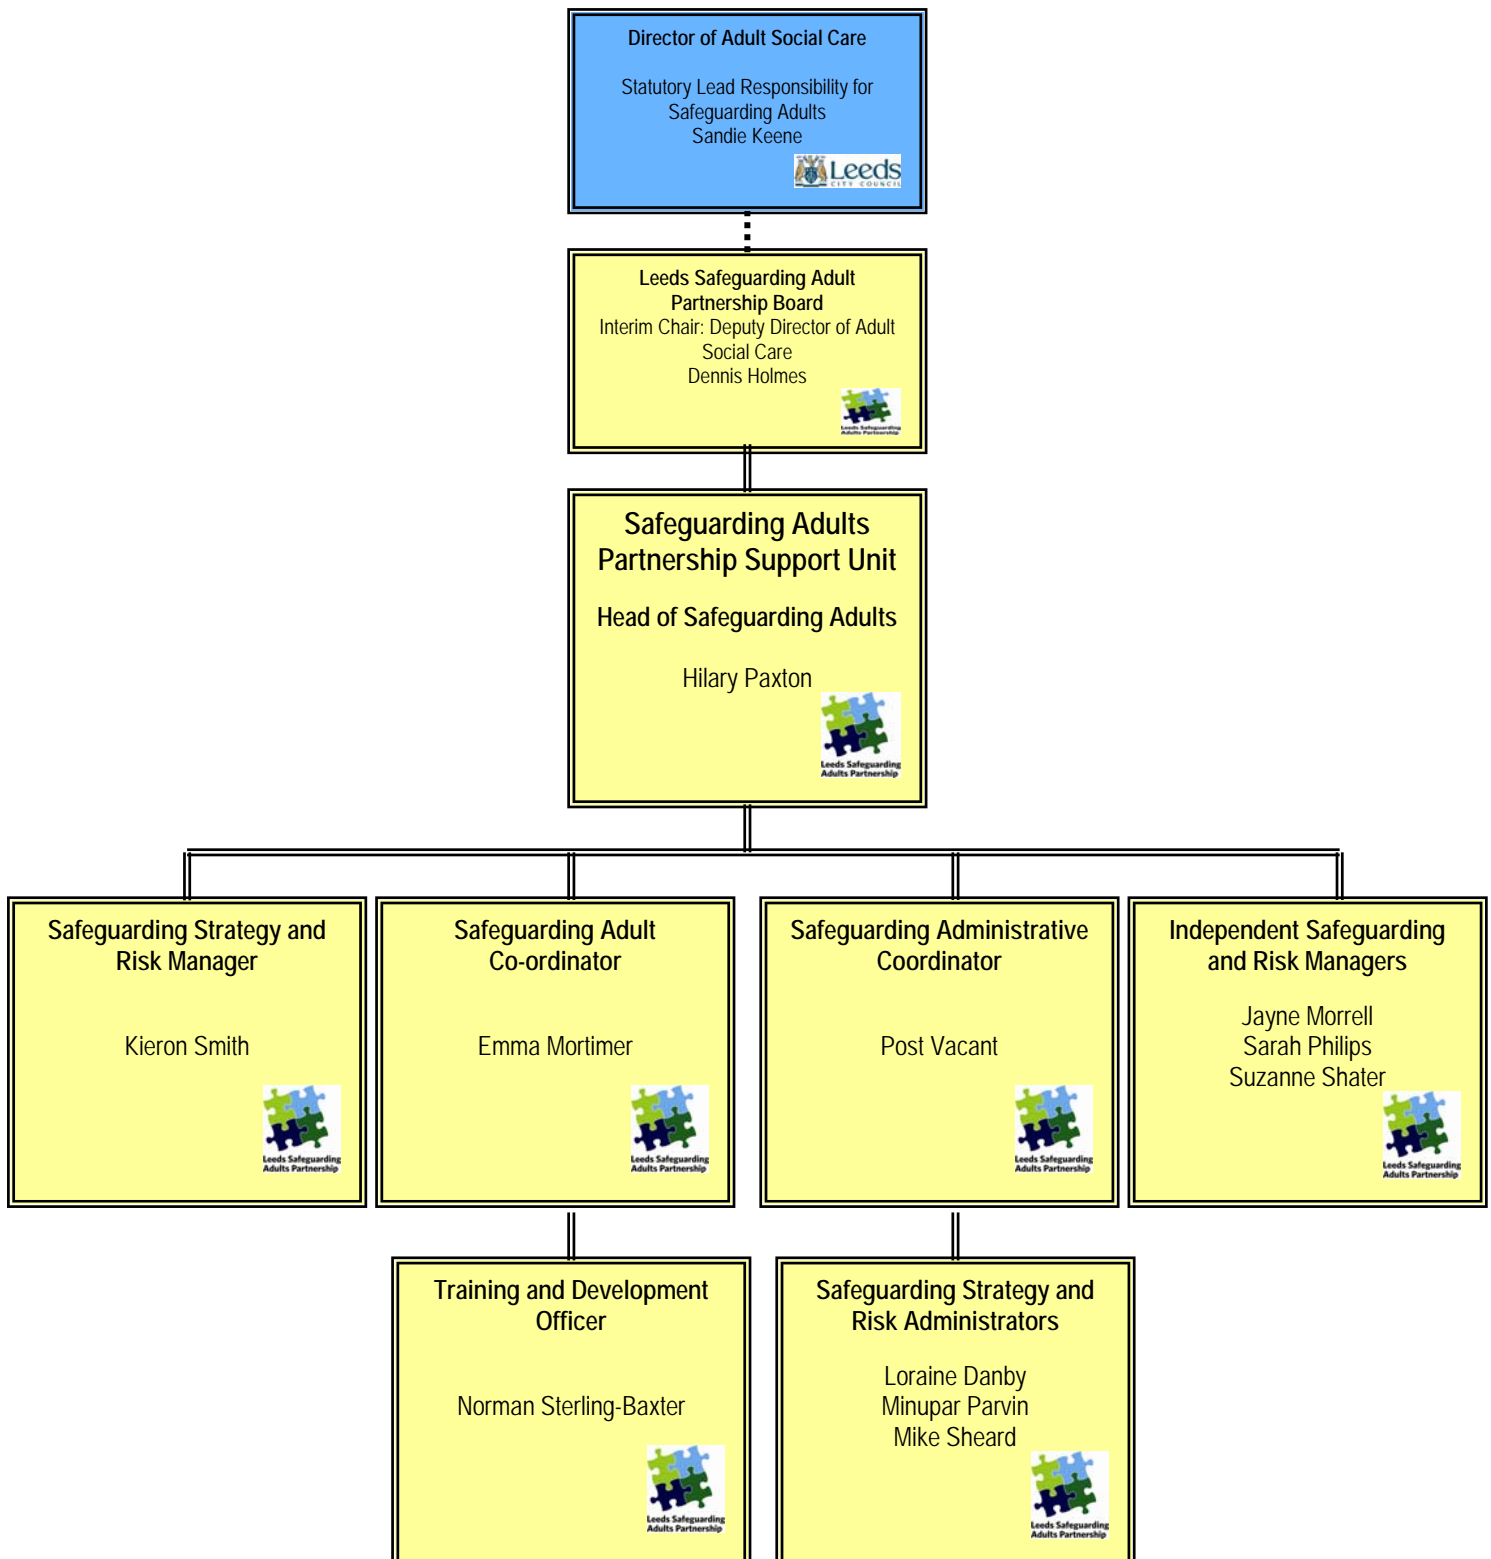 Director of Adult Social Care
Statutory Lead Responsibility for
Safeguarding Adults
Sandie Keene
Leeds
CITY COUNCIL
Leeds Safeguarding Adult
Partnership Board
Interim Chair: Deputy Director of Adult
Social Care
Dennis Holmes
Leeds Safeguarding
Adults Partnership
Safeguarding Adults
Partnership Support Unit
Head of Safeguarding Adults
Hilary Paxton
Leeds Safeguarding
Adults Partnership
Safeguarding Strategy and
Risk Manager
Kieron Smith
Leeds Safeguarding
Adults Partnership
Safeguarding Adult
Co-ordinator
Emma Mortimer
Leeds Safeguarding
Adults Partnership
Safeguarding Administrative
Coordinator
Post Vacant
Leeds Safeguarding
Adults Partnership
Independent Safeguarding
and Risk Managers
Jayne Morrell
Sarah Philips
Suzanne Shater
Leeds Safeguarding
Adults Partnership
Training and Development
Officer
Norman Sterling-Baxter
Leeds Safeguarding
Adults Partnership
Safeguarding Strategy and
Risk Administrators
Loraine Danby
Minupar Parvin
Mike Sheard
Leeds Safeguarding
Adults Partnership